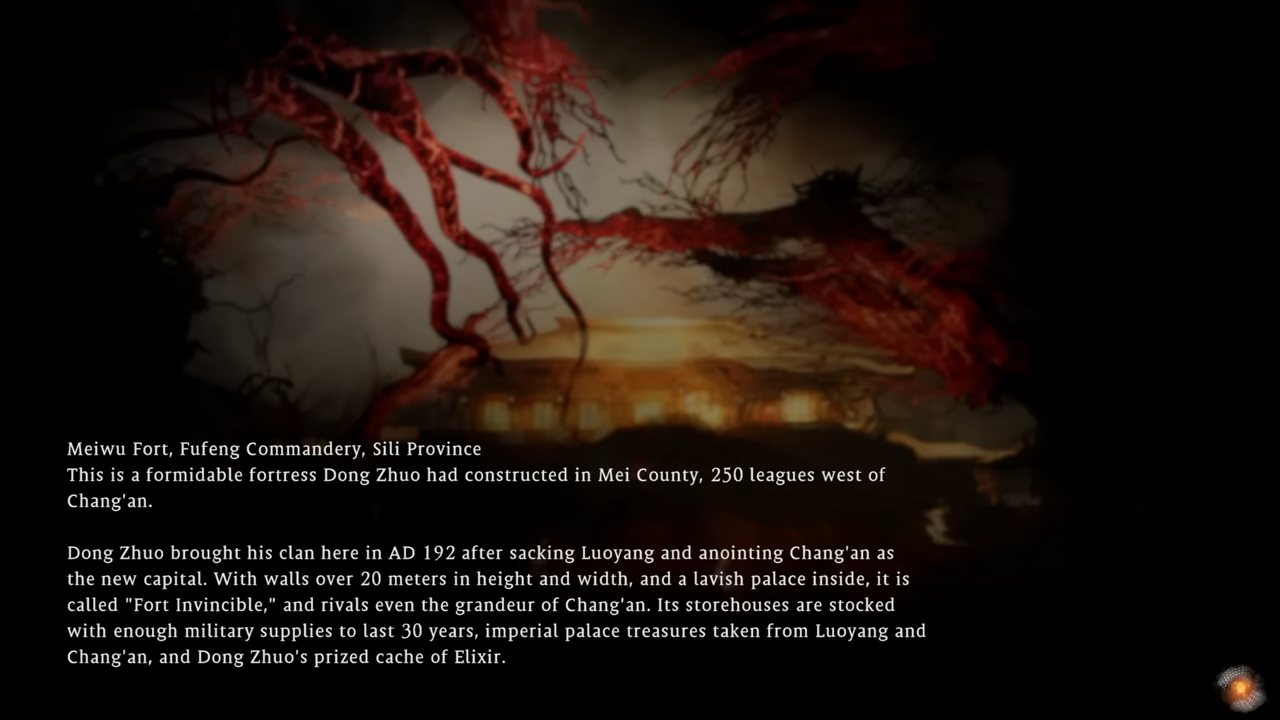 Meiwu Fort, Fufeng Commandery, Sili Province
This is a formidable fortress Dong Zhuo had constructed in Mei County, 250 leagues west of
Chang'an.
Dong Zhuo brought his clan here in AD 192 after sacking Luoyang and anointing Chang'an as
the new capital. With walls over 20 meters in height and width, and a lavish palace inside, it is
called "Fort Invincible," and rivals even the grandeur of Chang'an. Its storehouses are stocked
with enough military supplies to last 30 years, imperial palace treasures taken from Luoyang and
Chang'an, and Dong Zhuo's prized cache of Elixir.